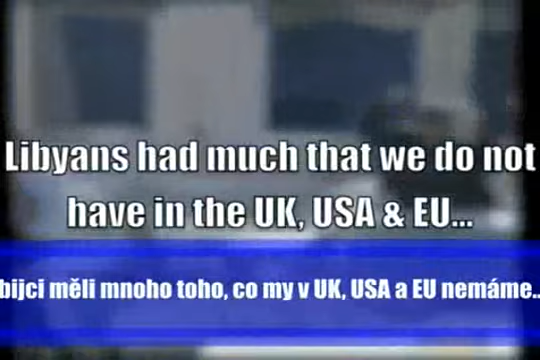 Libyans had much that we do not
have in the UK, USA & EU...
bijci měli mnoho toho, co my v UK, USA a EU nemáme..